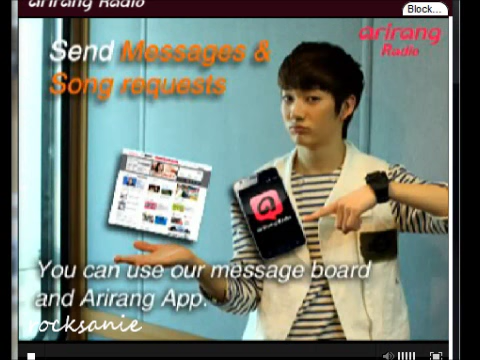 arirang Radio
Block...
arirang
Radio
Send Messages &
Song requests
arirang Radio
You can use our message board
and Arirang App.
rocksanie